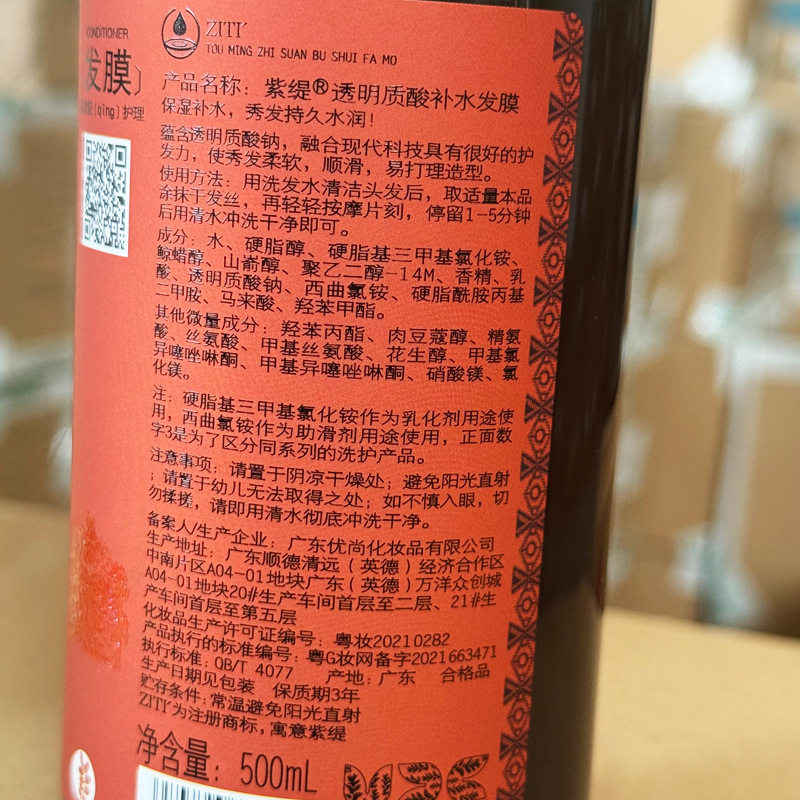 CONDITIONER
发膜
(qīng)护理
ZITI
TOU MING ZHI SUAN BU SHUI FA MO
产品名称：紫缇®透明质酸补水发膜
保湿补水，秀发持久水润！
蕴含透明质酸钠，融合现代科技具有很好的护
发力，使秀发柔软，顺滑，易打理造型。
使用方法：用洗发水清洁头发后，取适量本品
涂抹于发丝，再轻轻按摩片刻，停留1-5分钟
后用清水冲洗干净即可。
成分：水、硬脂醇、硬脂基三甲基氯化铵、
鲸蜡醇、山嵛醇、聚乙二醇-14M、香精、乳
酸、透明质酸钠、西曲氯铵、硬脂酰胺丙基
二甲胺、马来酸、羟苯甲酯。
其他微量成分：羟苯丙酯、肉豆蔻醇、精氨
酸、丝氨酸、甲基丝氨酸、花生醇、甲基氯
异噻唑啉酮、甲基异噻唑啉酮、硝酸镁、氯
化镁。
注：硬脂基三甲基氯化铵作为乳化剂用途使
用，西曲氯铵作为助滑剂用途使用，正面数
字3是为了区分同系列的洗护产品。
注意事项：请置于阴凉干燥处；避免阳光直射
；请置于幼儿无法取得之处；如不慎入眼，切
勿揉搓，请即用清水彻底冲洗干净。
备案人/生产企业：广东优尚化妆品有限公司
生产地址：广东顺德清远（英德）经济合作区
中南片区A04-01地块广东（英德）万洋众创城
A04-01地块20#生产车间首层至二层、21#生
产车间首层至第五层
化妆品生产许可证编号：粤妆20210282
产品执行的标准编号：粤G妆网备字2021663471
执行标准：QB/T 4077 产地：广东 合格品
生产日期见包装 保质期3年
贮存条件：常温避免阳光直射
ZITI为注册商标，寓意紫缇
净含量：500mL